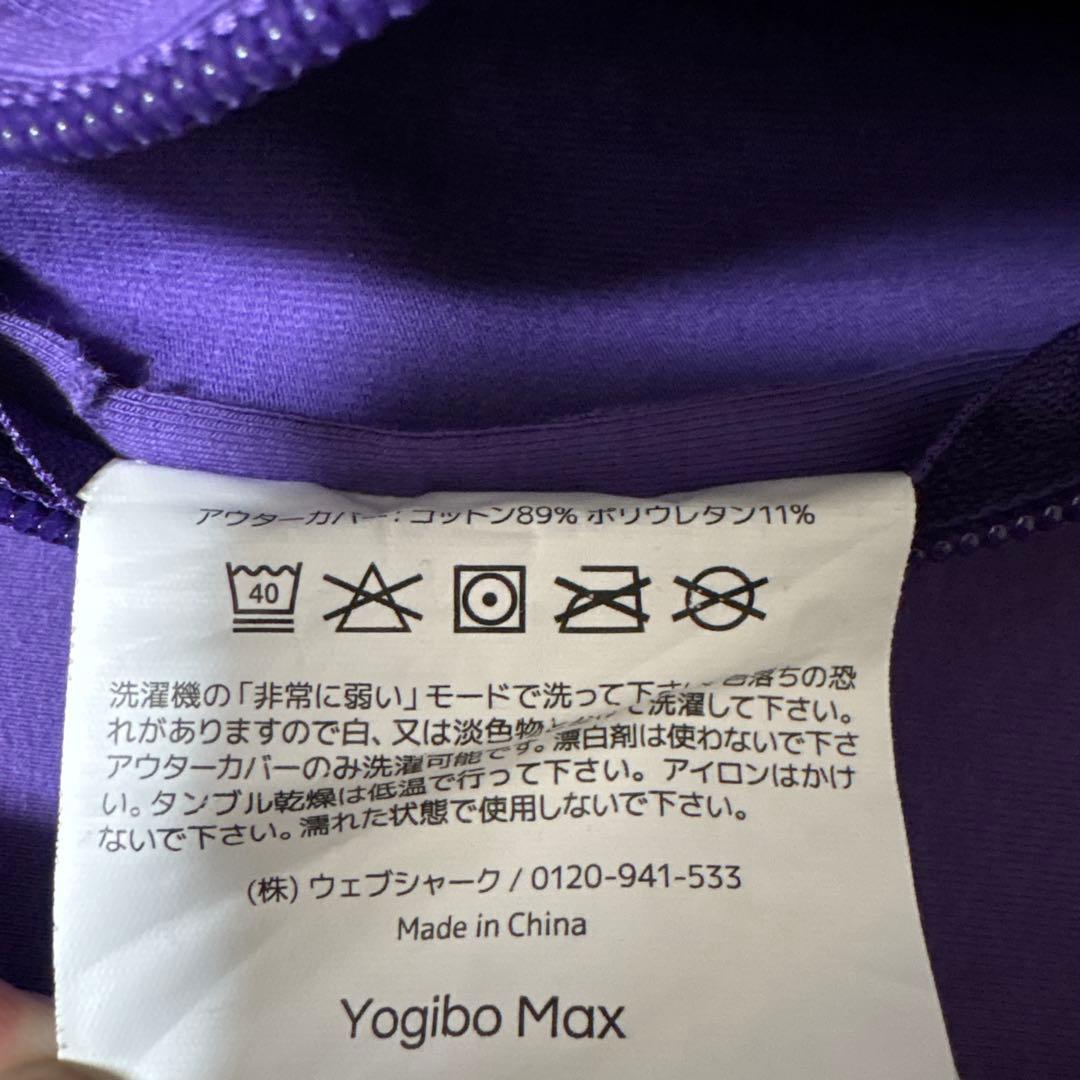 アウターカバー：コットン89% ポリウレタン11%
40
洗濯機の「非常に弱い」モードで洗って下さ 色落ちの恐
れがありますので白、又は淡色物と て洗濯して下さい。
アウターカバーのみ洗濯可能です。漂白剤は使わないで下さ
い。タンブル乾燥は低温で行って下さい。アイロンはかけ
ないで下さい。濡れた状態で使用しないで下さい。
(株) ウェブシャーク / 0120-941-533
Made in China
Yogibo Max